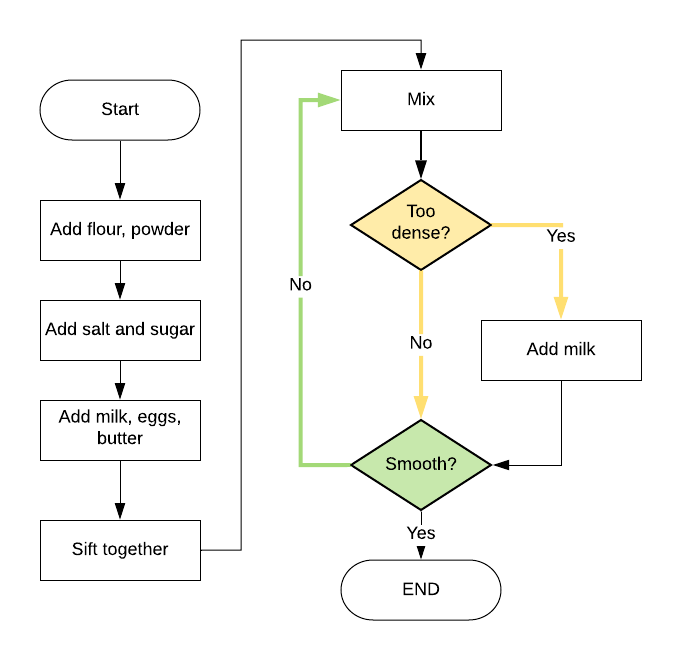 Start
Add flour, powder
Add salt and sugar
Add milk, eggs,
butter
Sift together
Mix
Too
dense?
Yes
No
No
Add milk
Smooth?
Yes
END